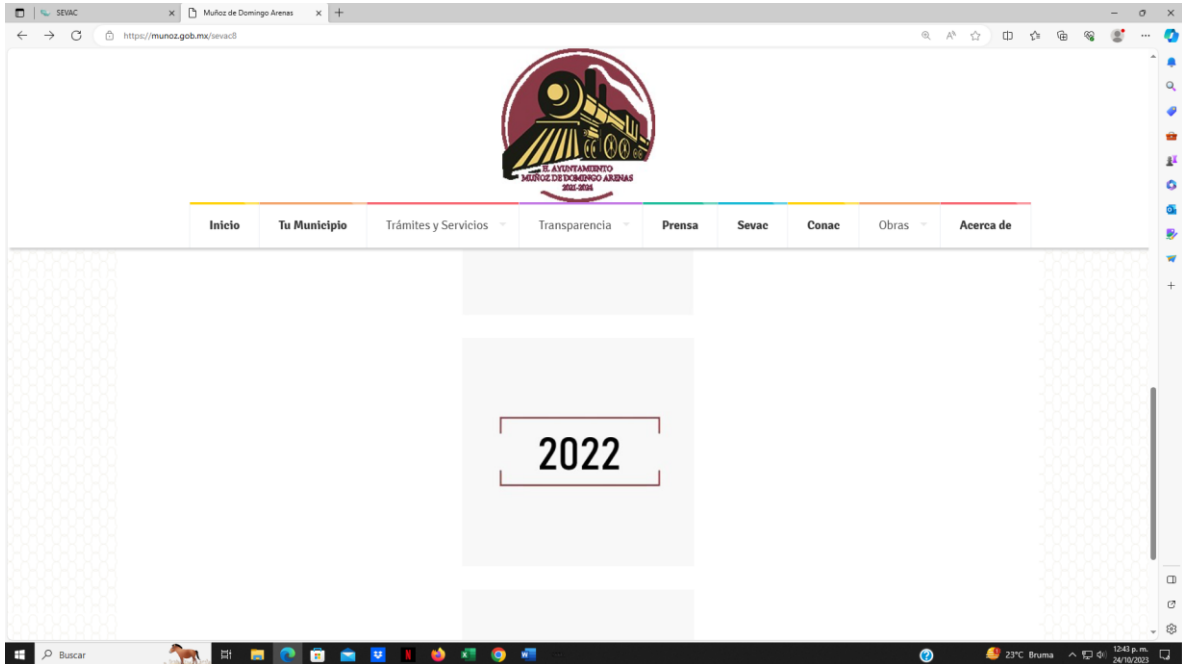 SEVAC
Muñoz de Domingo Arenas
https://munoz.gob.mx/sevac8
H. AYUNTAMIENTO
MUÑOZ DE DOMINGO ARENAS
2021-2024
Inicio Tu Municipio Trámites y Servicios Transparencia Prensa Sevac Conac Obras Acerca de
2022
Buscar
23°C Bruma
12:43 p. m.
24/10/2023